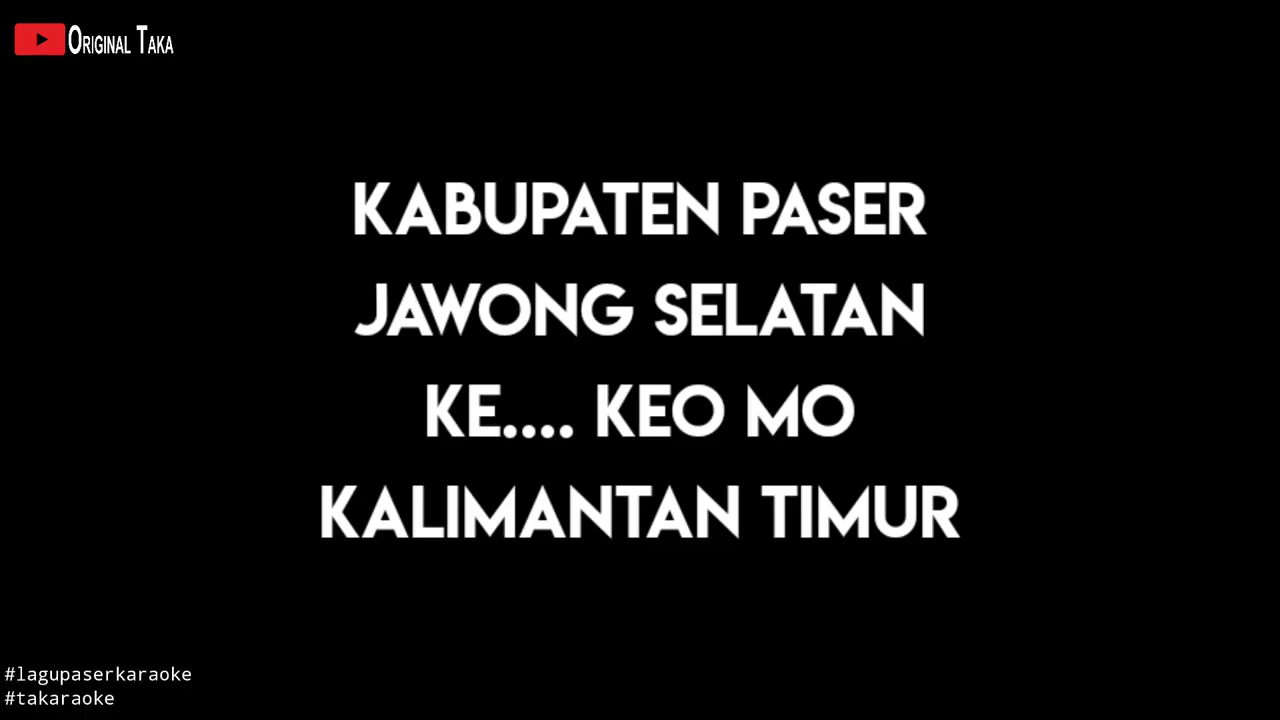 Original Taka
KABUPATEN PASER
JAWONG SELATAN
KE.... KEO MO
KALIMANTAN TIMUR
#lagupaserkaraoke
#takaraoke